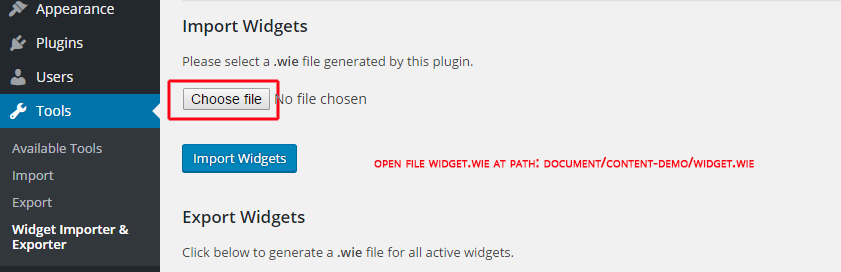 Appearance
Plugins
Users
Tools
Available Tools
Import
Export
Widget Importer &
Exporter
Import Widgets
Please select a .wie file generated by this plugin.
Choose file No file chosen
Import Widgets
OPEN FILE WIDGET.WIE AT PATH: DOCUMENT/CONTENT-DEMO/WIDGET.WIE
Export Widgets
Click below to generate a .wie file for all active widgets.